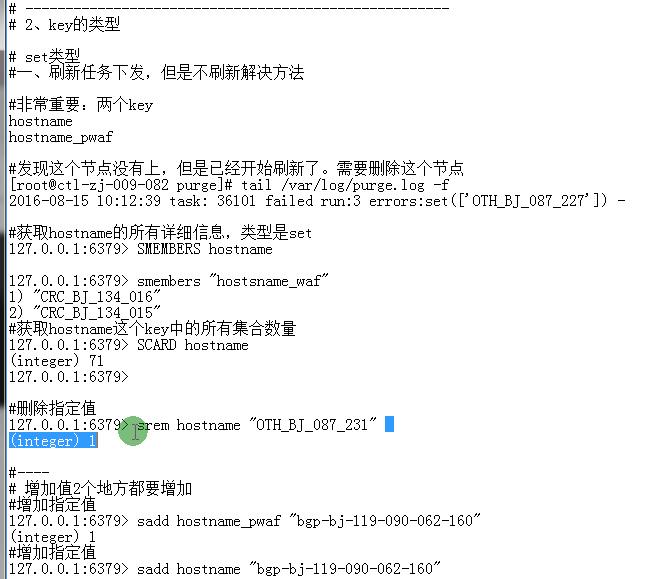 # -----------------------------------------------------
# 2、key的类型
# set类型
#一、刷新任务下发，但是不刷新解决方法
#非常重要：两个key
hostname
hostname_pwaf
#发现这个节点没有上，但是已经开始刷新了。需要删除这个节点
[root@ctl-zj-009-082 purge]# tail /var/log/purge.log -f
2016-08-15 10:12:39 task: 36101 failed run:3 errors:set(['OTH_BJ_087_227']) -
#获取hostname的所有详细信息，类型是set
127.0.0.1:6379> SMEMBERS hostname
127.0.0.1:6379> smembers "hostsname_waf"
1) "CRC_BJ_134_016"
2) "CRC_BJ_134_015"
#获取hostname这个key中的所有集合数量
127.0.0.1:6379> SCARD hostname
(integer) 71
127.0.0.1:6379>
#删除指定值
127.0.0.1:6379> srem hostname "OTH_BJ_087_231"
(integer) 1
#----
# 增加值2个地方都要增加
#增加指定值
127.0.0.1:6379> sadd hostname_pwaf "bgp-bj-119-090-062-160"
(integer) 1
#增加指定值
127.0.0.1:6379> sadd hostname "bgp-bj-119-090-062-160"